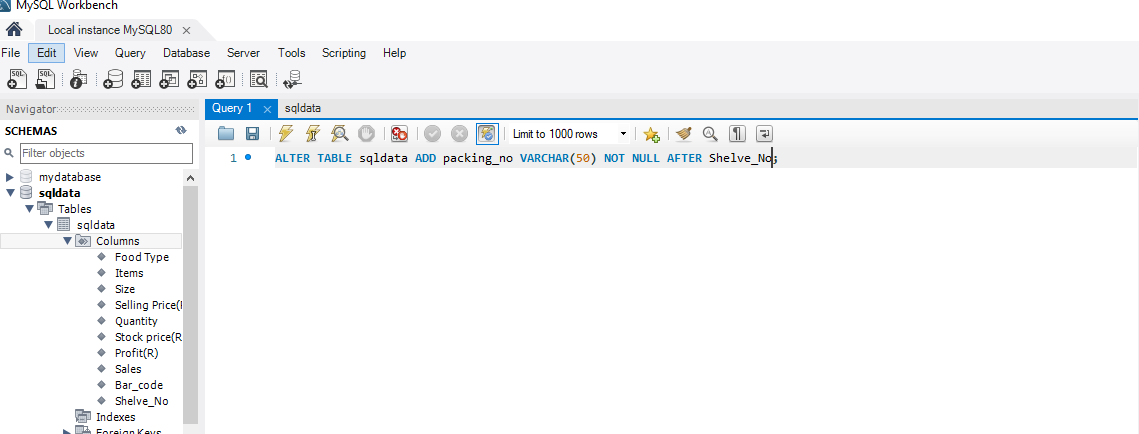 MySQL Workbench
Local instance MySQL80
File Edit View Query Database Server Tools Scripting Help
Navigator
Query 1 sqldata
SCHEMAS
Limit to 1000 rows
Filter objects
1 ALTER TABLE sqldata ADD packing_no VARCHAR(50) NOT NULL AFTER Shelve_No;
mydatabase
sqldata
Tables
sqldata
Columns
Food Type
Items
Size
Selling Price(
Quantity
Stock price(R
Profit(R)
Sales
Bar_code
Shelve_No
Indexes
Foreign Keys